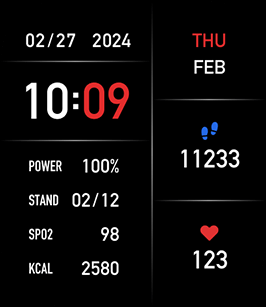 02/27 2024
10:09
POWER 100%
STAND 02/12
SPO2 98
KCAL 2580
THU
FEB
11233
123